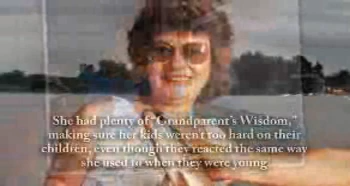 She had plenty of "Grandparent's Wisdom,"
making sure her kids weren't too hard on their
children, even though they reacted the same way
she used to when they were young.